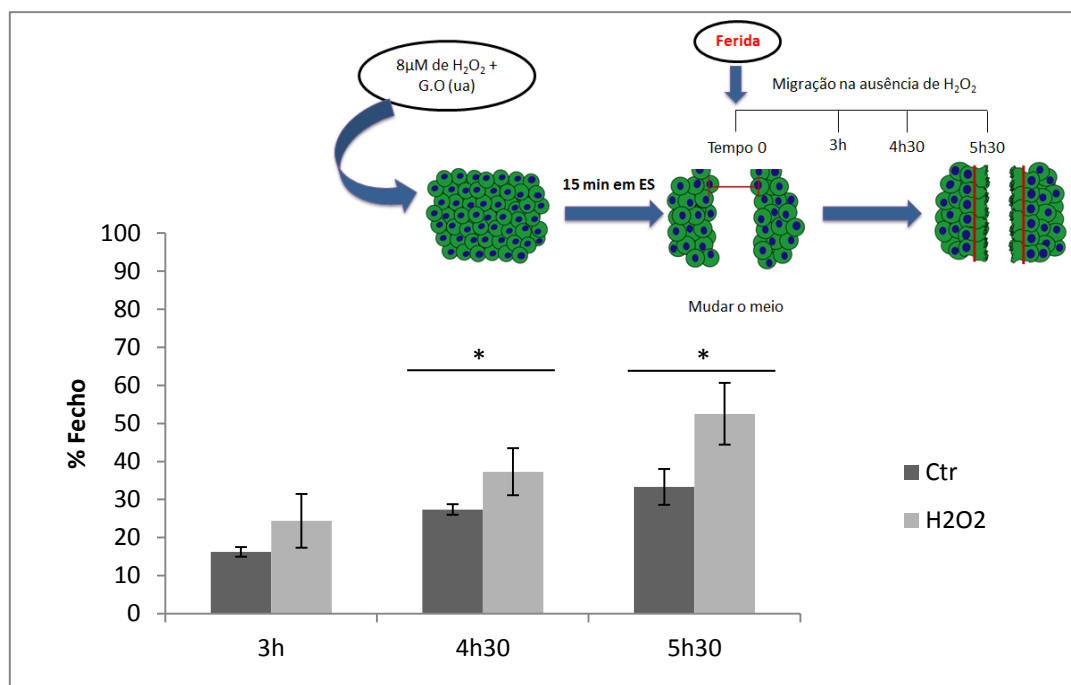 8µM de H₂O₂ +
G.O (ua)
Ferida
Migração na ausência de H₂O₂
Tempo 0
3h
4h30
5h30
15 min em ES
Mudar o meio
% Fecho
100
90
80
70
60
50
40
30
20
10
0
*
*
3h
4h30
5h30
Ctr
H2O2